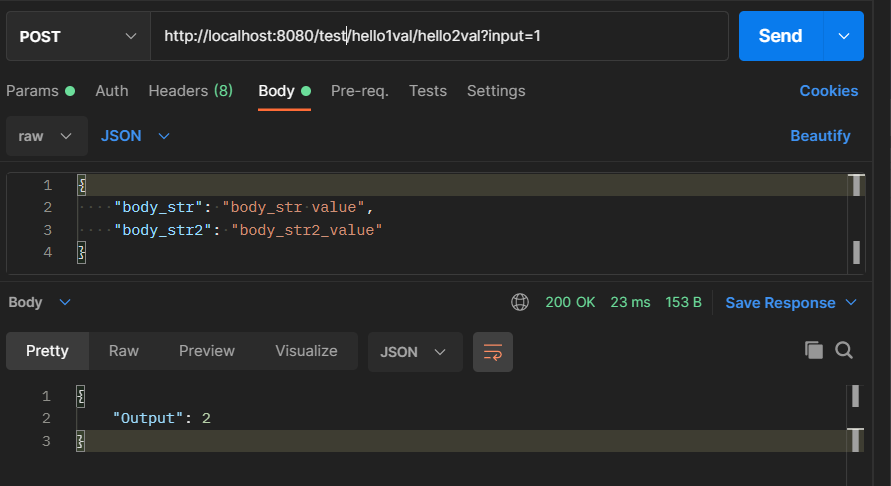 POST http://localhost:8080/test/hello1val/hello2val?input=1 Send
Params Auth Headers (8) Body Pre-req. Tests Settings Cookies
raw JSON Beautify
1 {
2 ····"body_str":·"body_str·value",
3 ····"body_str2":·"body_str2_value"
4 }
Body 200 OK 23 ms 153 B Save Response
Pretty Raw Preview Visualize JSON
1 {
2 "Output": 2
3 }